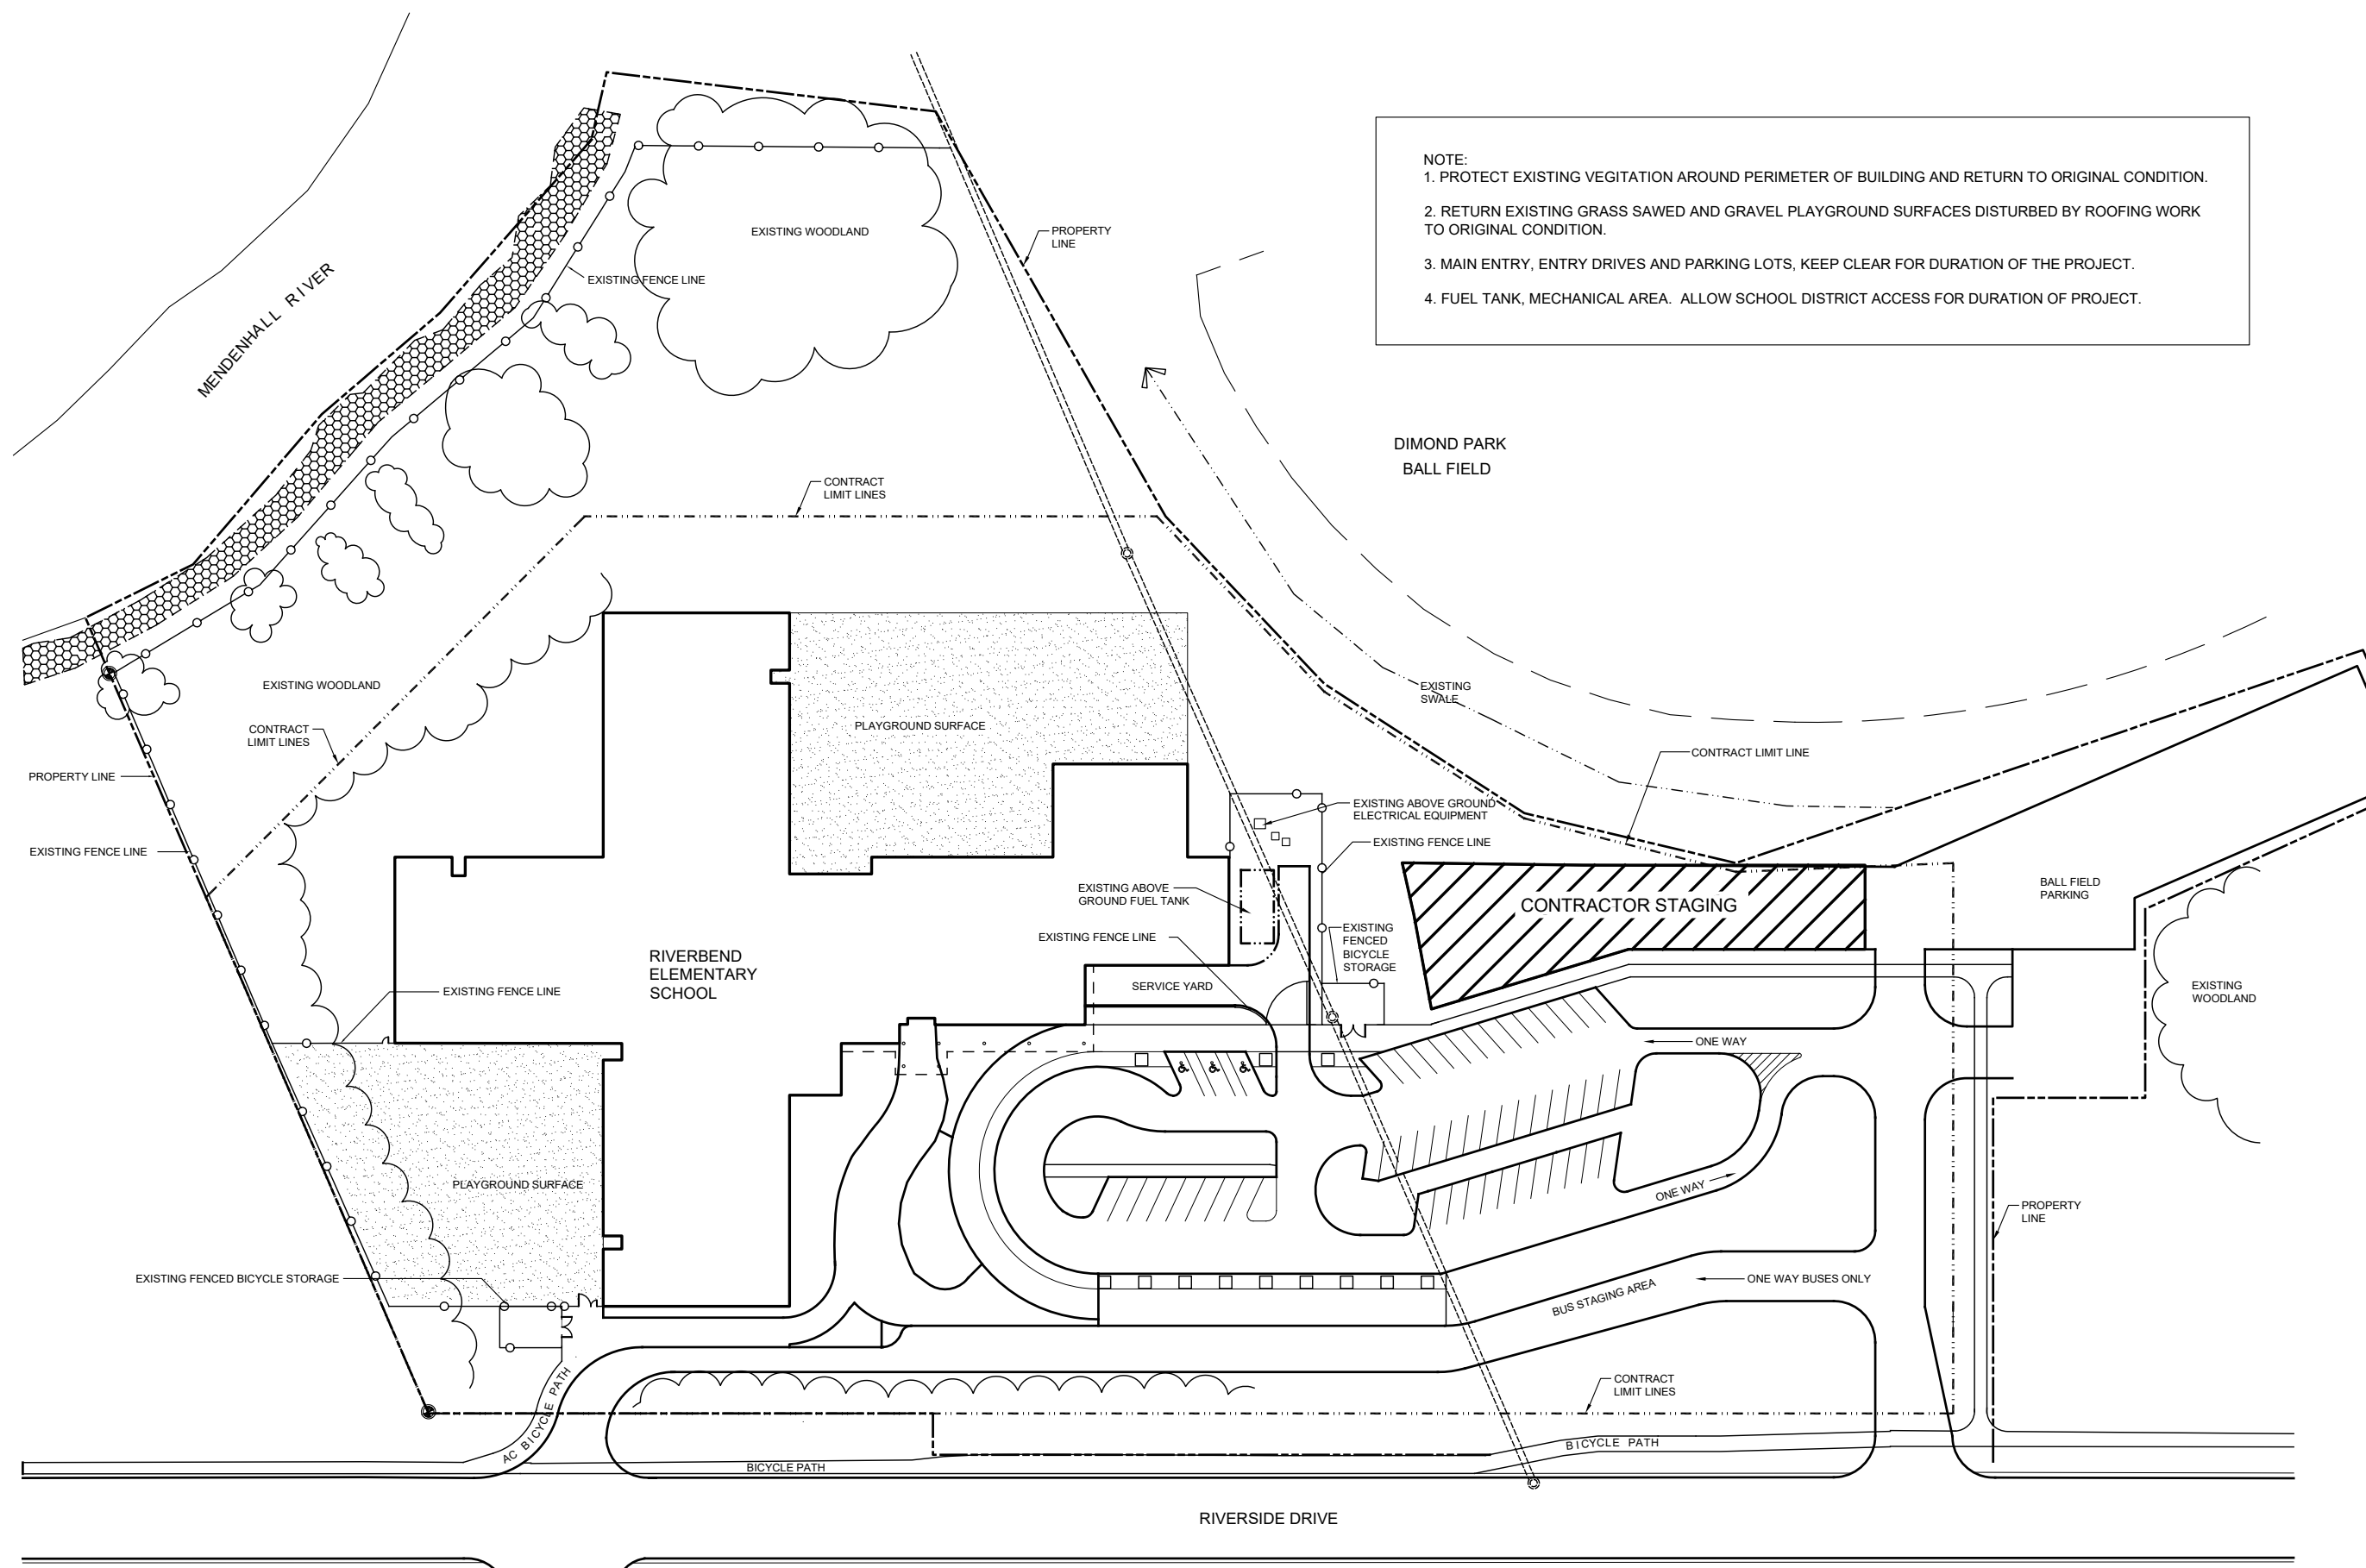 NOTE:
1. PROTECT EXISTING VEGITATION AROUND PERIMETER OF BUILDING AND RETURN TO ORIGINAL CONDITION.
2. RETURN EXISTING GRASS SAWED AND GRAVEL PLAYGROUND SURFACES DISTURBED BY ROOFING WORK
TO ORIGINAL CONDITION.
3. MAIN ENTRY, ENTRY DRIVES AND PARKING LOTS, KEEP CLEAR FOR DURATION OF THE PROJECT.
4. FUEL TANK, MECHANICAL AREA. ALLOW SCHOOL DISTRICT ACCESS FOR DURATION OF PROJECT.
MENDENHALL RIVER
EXISTING WOODLAND
PROPERTY
LINE
EXISTING FENCE LINE
DIMOND PARK
BALL FIELD
CONTRACT
LIMIT LINES
EXISTING WOODLAND
EXISTING
SWALE
CONTRACT
LIMIT LINES
PLAYGROUND SURFACE
CONTRACT LIMIT LINE
PROPERTY LINE
EXISTING ABOVE GROUND
ELECTRICAL EQUIPMENT
EXISTING FENCE LINE
EXISTING FENCE LINE
EXISTING ABOVE
GROUND FUEL TANK
CONTRACTOR STAGING
BALL FIELD
PARKING
EXISTING FENCE LINE
EXISTING
FENCED
BICYCLE
STORAGE
RIVERBEND
ELEMENTARY
SCHOOL
SERVICE YARD
EXISTING FENCE LINE
EXISTING
WOODLAND
ONE WAY
PLAYGROUND SURFACE
ONE WAY
PROPERTY
LINE
EXISTING FENCED BICYCLE STORAGE
ONE WAY BUSES ONLY
BUS STAGING AREA
CONTRACT
LIMIT LINES
AC BICYCLE PATH
BICYCLE PATH
BICYCLE PATH
RIVERSIDE DRIVE